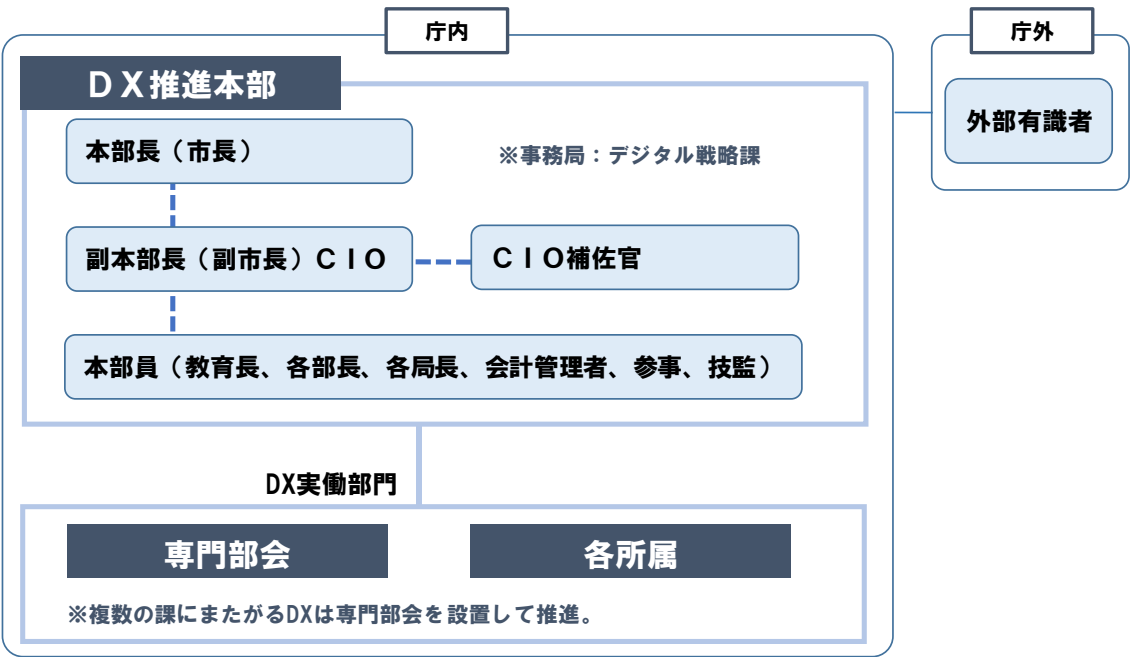 庁内
庁外
ＤＸ推進本部
本部長（市長）
※事務局：デジタル戦略課
外部有識者
副本部長（副市長）ＣＩＯ
ＣＩＯ補佐官
本部員（教育長、各部長、各局長、会計管理者、参事、技監）
DX実働部門
専門部会
各所属
※複数の課にまたがるDXは専門部会を設置して推進。